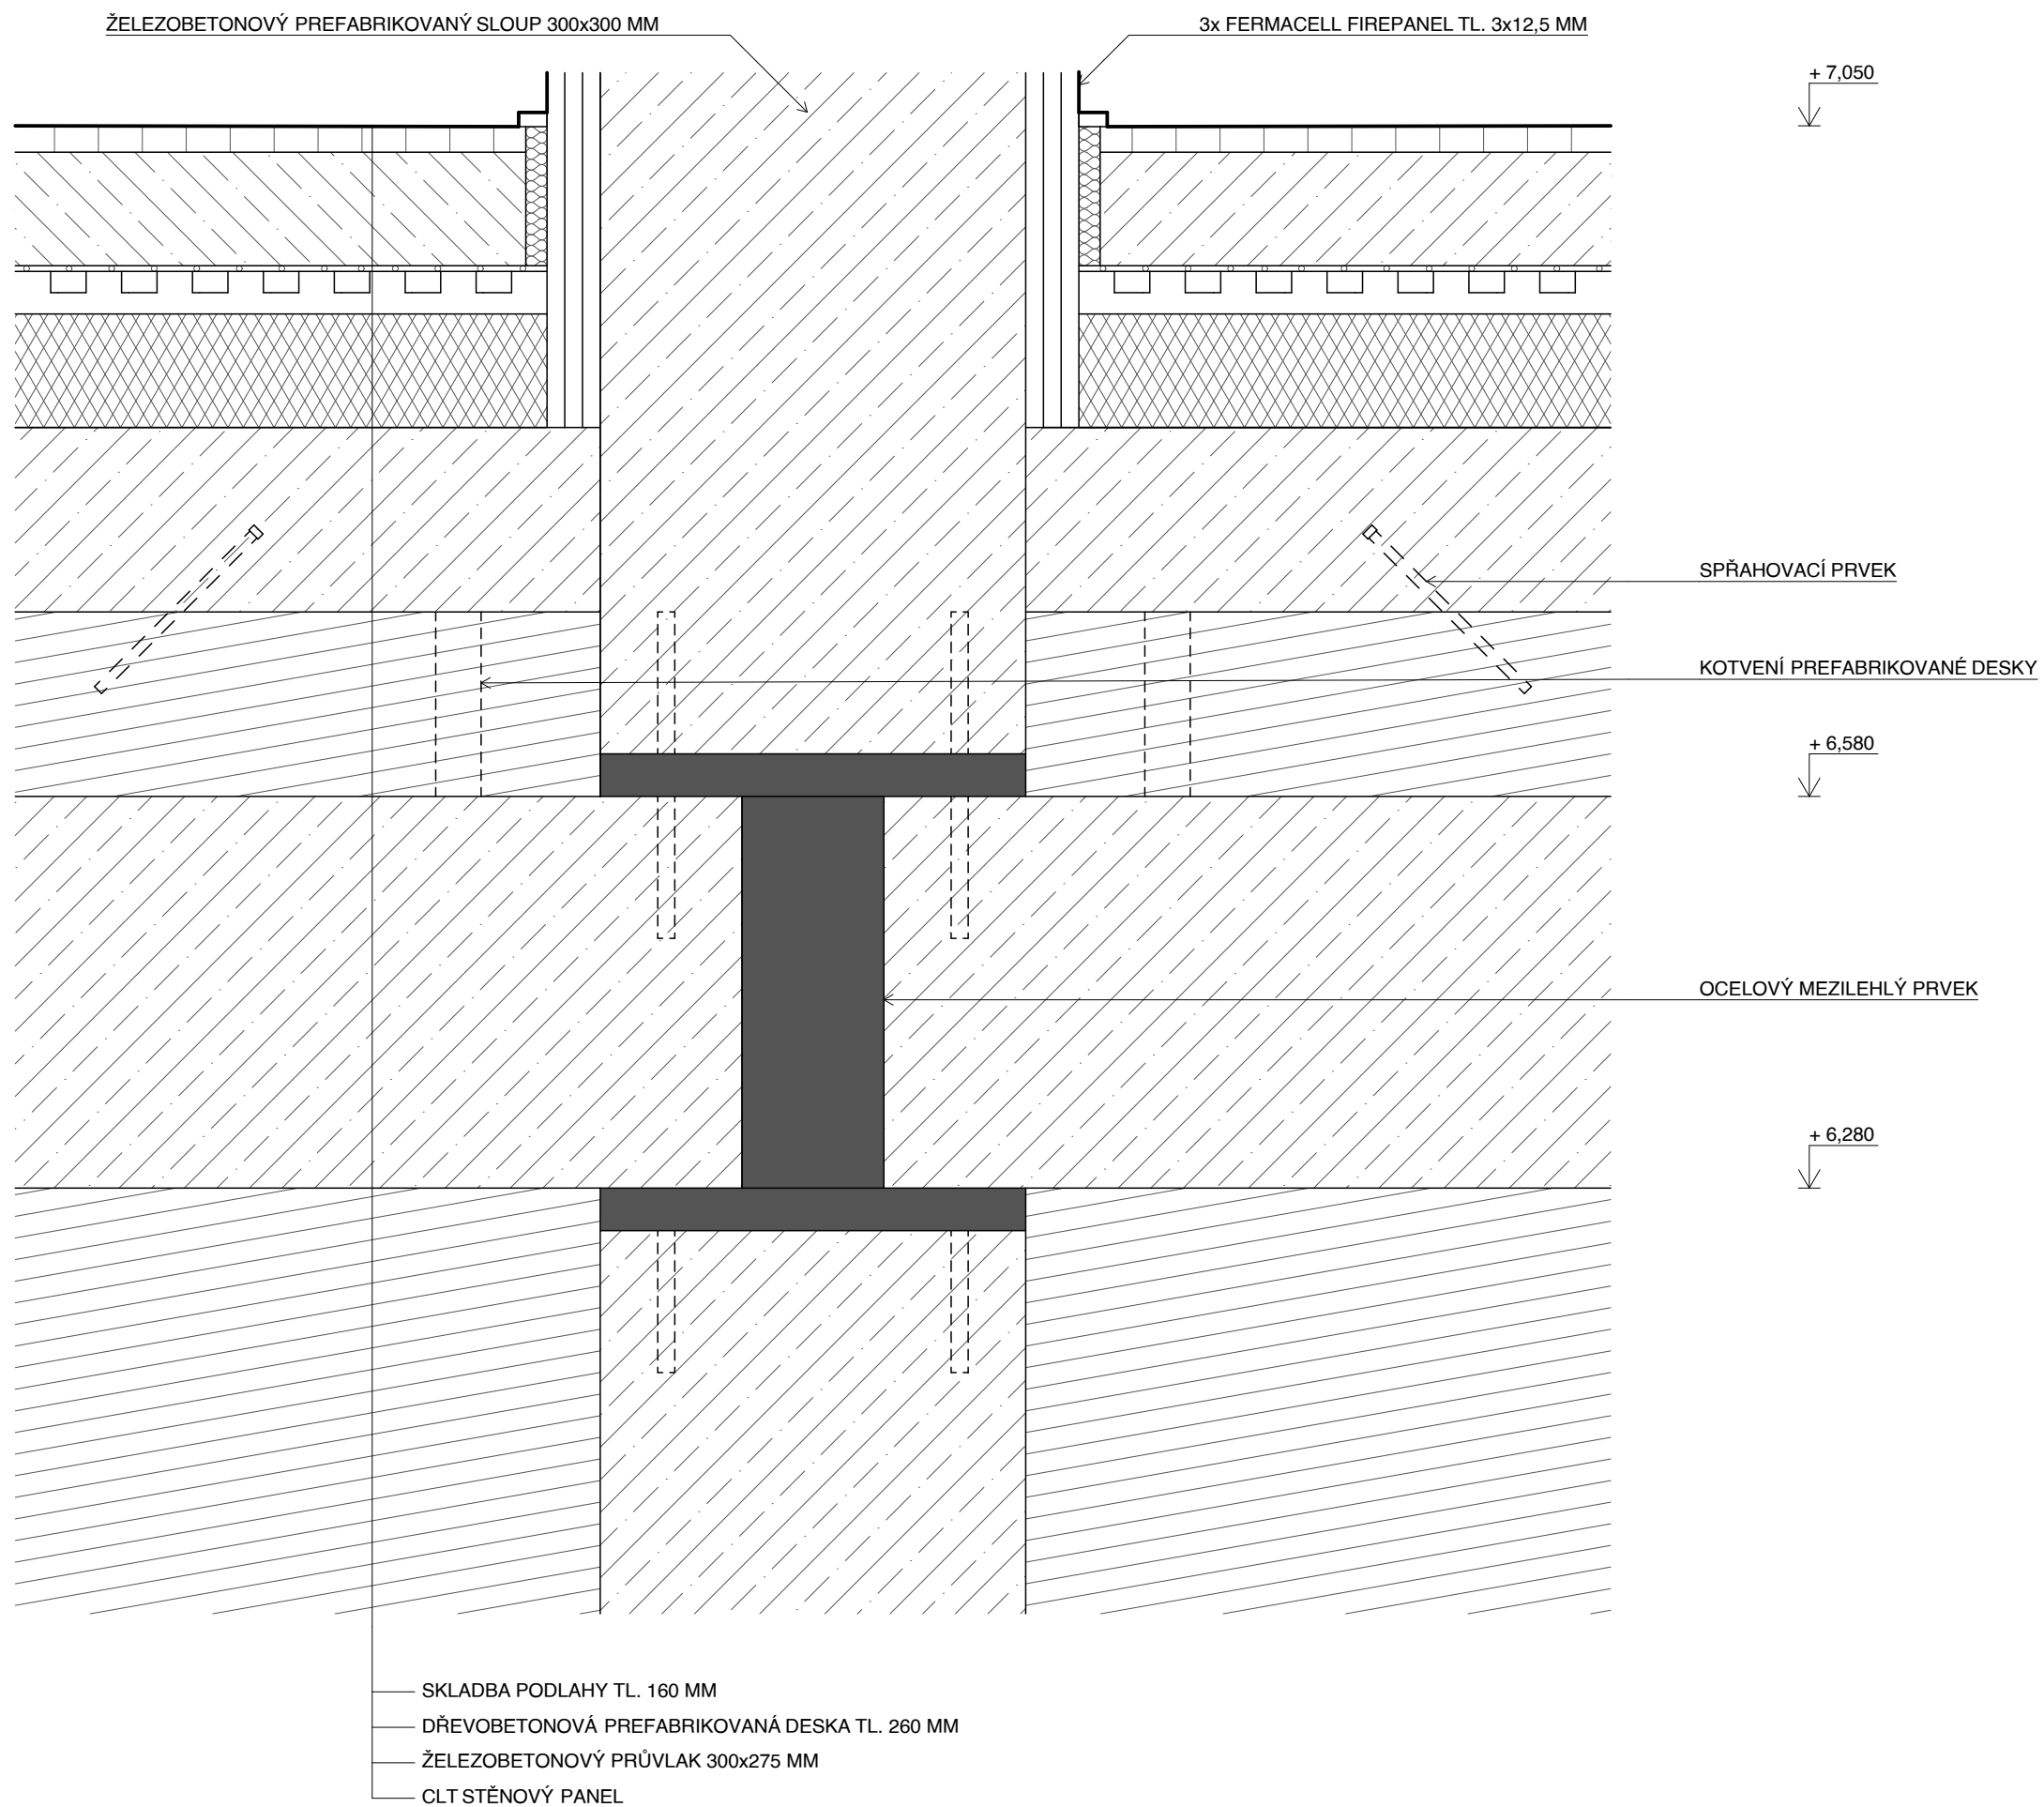 ŽELEZOBETONOVÝ PREFABRIKOVANÝ SLOUP 300x300 MM
3x FERMACELL FIREPANEL TL. 3x12,5 MM
+ 7,050
SPŘAHOVACÍ PRVEK
KOTVENÍ PREFABRIKOVANÉ DESKY
+ 6,580
OCELOVÝ MEZILEHLÝ PRVEK
+ 6,280
SKLADBA PODLAHY TL. 160 MM
DŘEVOBETONOVÁ PREFABRIKOVANÁ DESKA TL. 260 MM
ŽELEZOBETONOVÝ PRŮVLAK 300x275 MM
CLT STĚNOVÝ PANEL